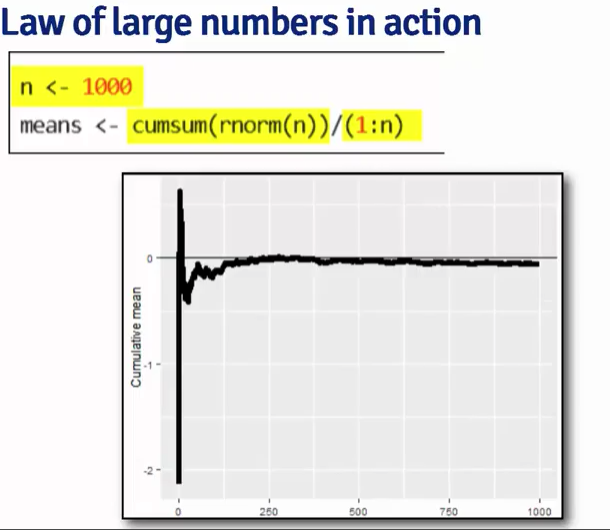 Law of large numbers in action
n <- 1000
means <- cumsum(rnorm(n))/(1:n)
0
-1
-2
Cumulative mean
0
250
500
750
1000